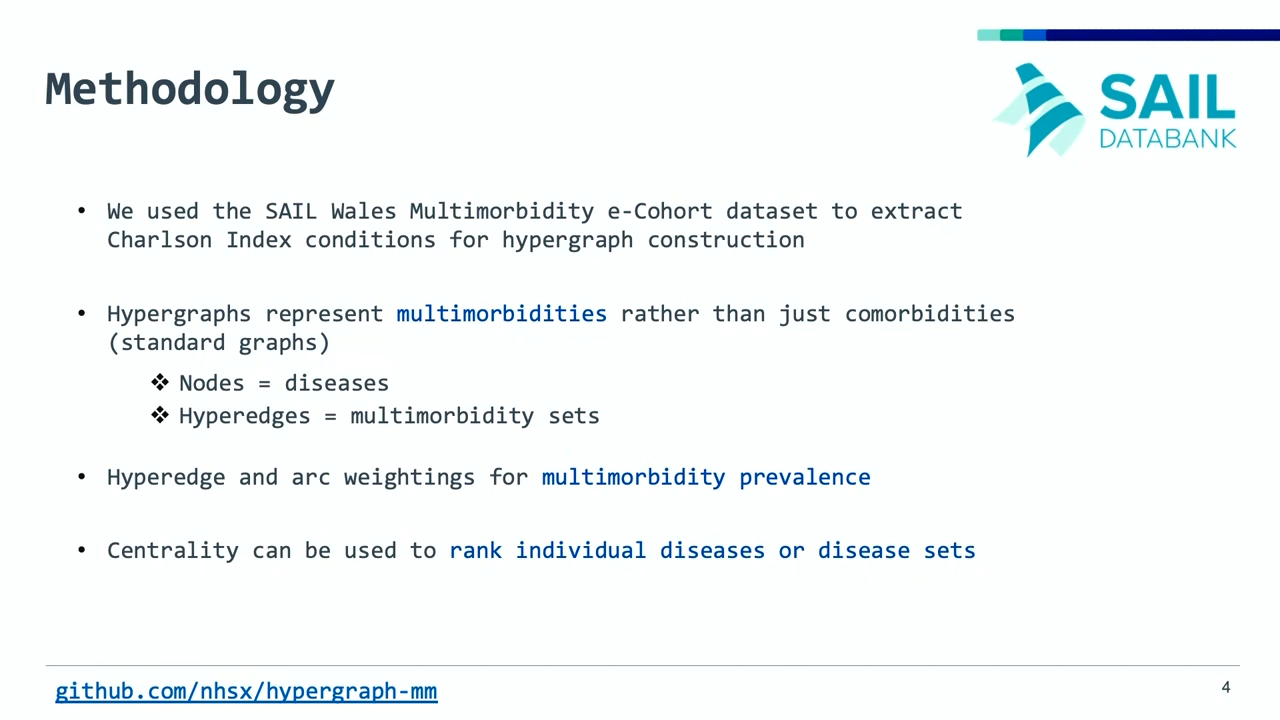 Methodology
SAIL
DATABANK
• We used the SAIL Wales Multimorbidity e-Cohort dataset to extract
Charlson Index conditions for hypergraph construction
• Hypergraphs represent multimorbidities rather than just comorbidities
(standard graphs)
❖ Nodes = diseases
❖ Hyperedges = multimorbidity sets
• Hyperedge and arc weightings for multimorbidity prevalence
• Centrality can be used to rank individual diseases or disease sets
github.com/nhsx/hypergraph-mm
4